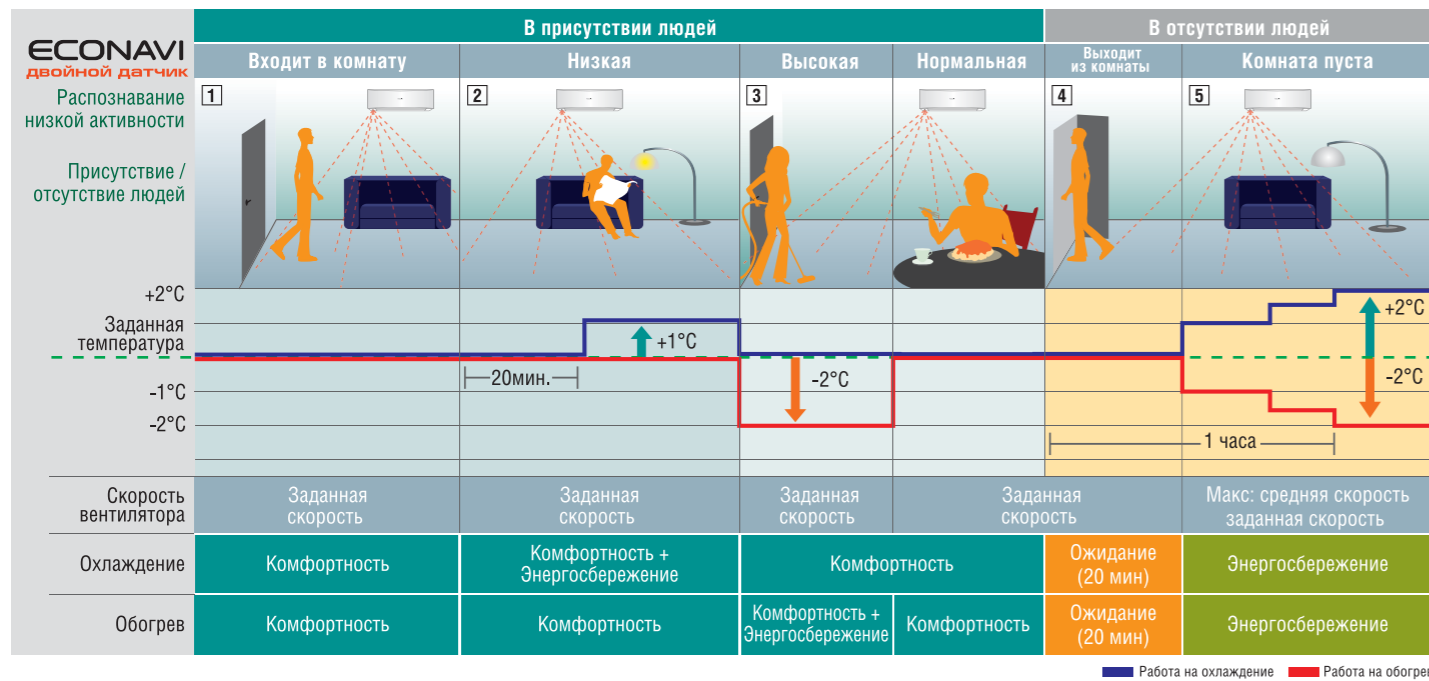 ECONAVI
двойной датчик
В присутствии людей
В отсутствии людей
Входит в комнату
Низкая
Высокая
Нормальная
Выходит
из комнаты
Комната пуста
Распознавание
низкой активности
Присутствие /
отсутствие людей
1
2
3
4
5
+2°C
Заданная
температура
-1°C
-2°C
+1°C
20мин.
-2°C
+2°C
-2°C
1 часа
Скорость
вентилятора
Заданная
скорость
Заданная
скорость
Заданная
скорость
Заданная
скорость
Макс: средняя скорость
заданная скорость
Охлаждение
Комфортность
Комфортность +
Энергосбережение
Комфортность
Ожидание
(20 мин)
Энергосбережение
Обогрев
Комфортность
Комфортность
Комфортность +
Энергосбережение
Комфортность
Ожидание
(20 мин)
Энергосбережение
Работа на охлаждение
Работа на обогрев